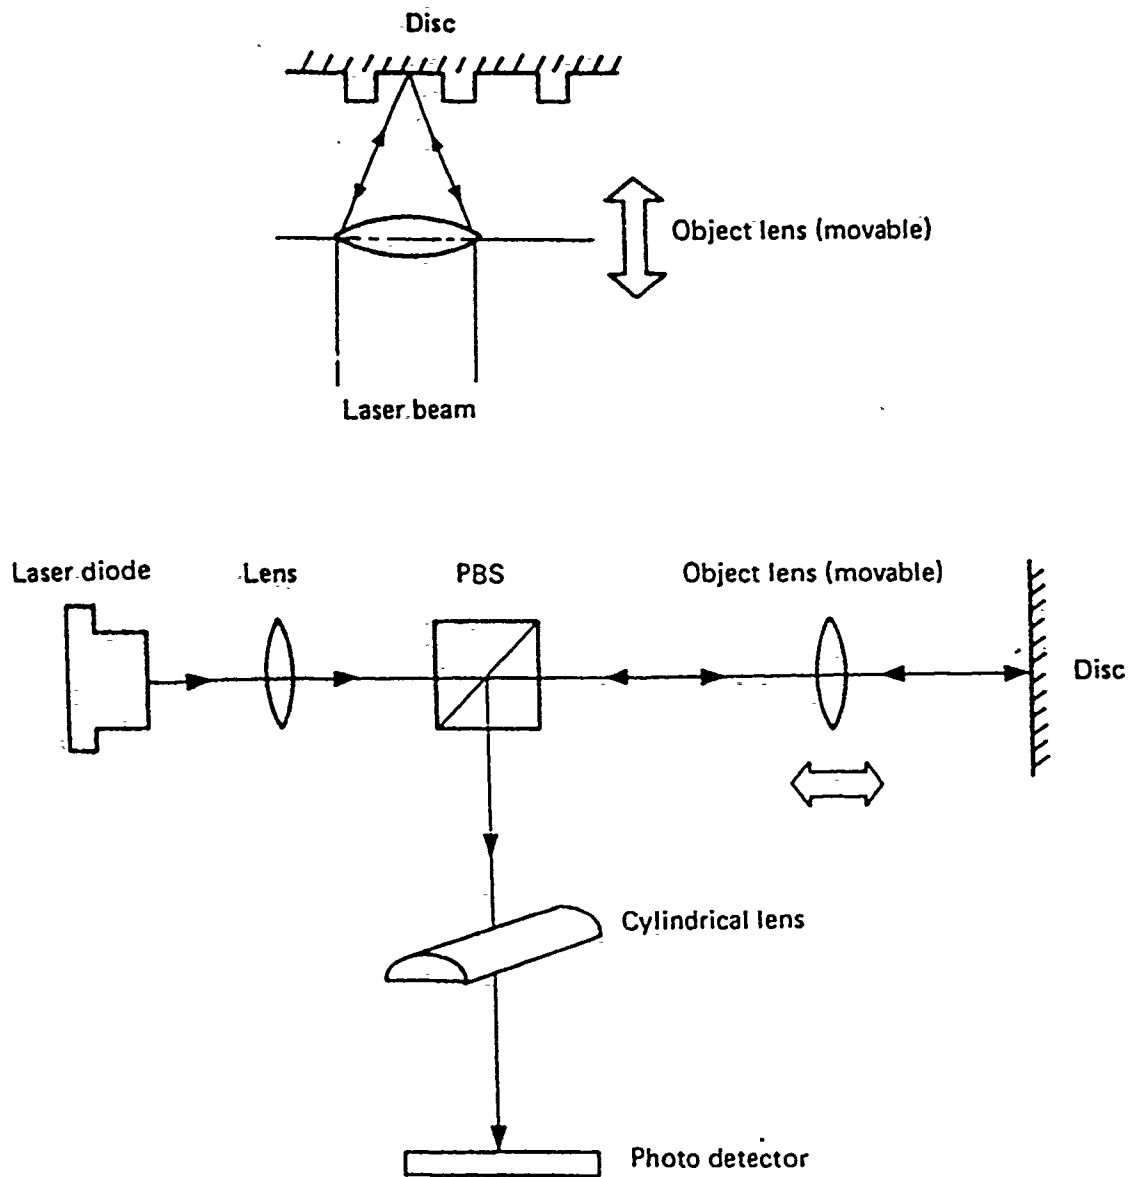 Disc
Object lens (movable)
Laser beam
Laser diode
Lens
PBS
Object lens (movable)
Disc
Cylindrical lens
Photo detector